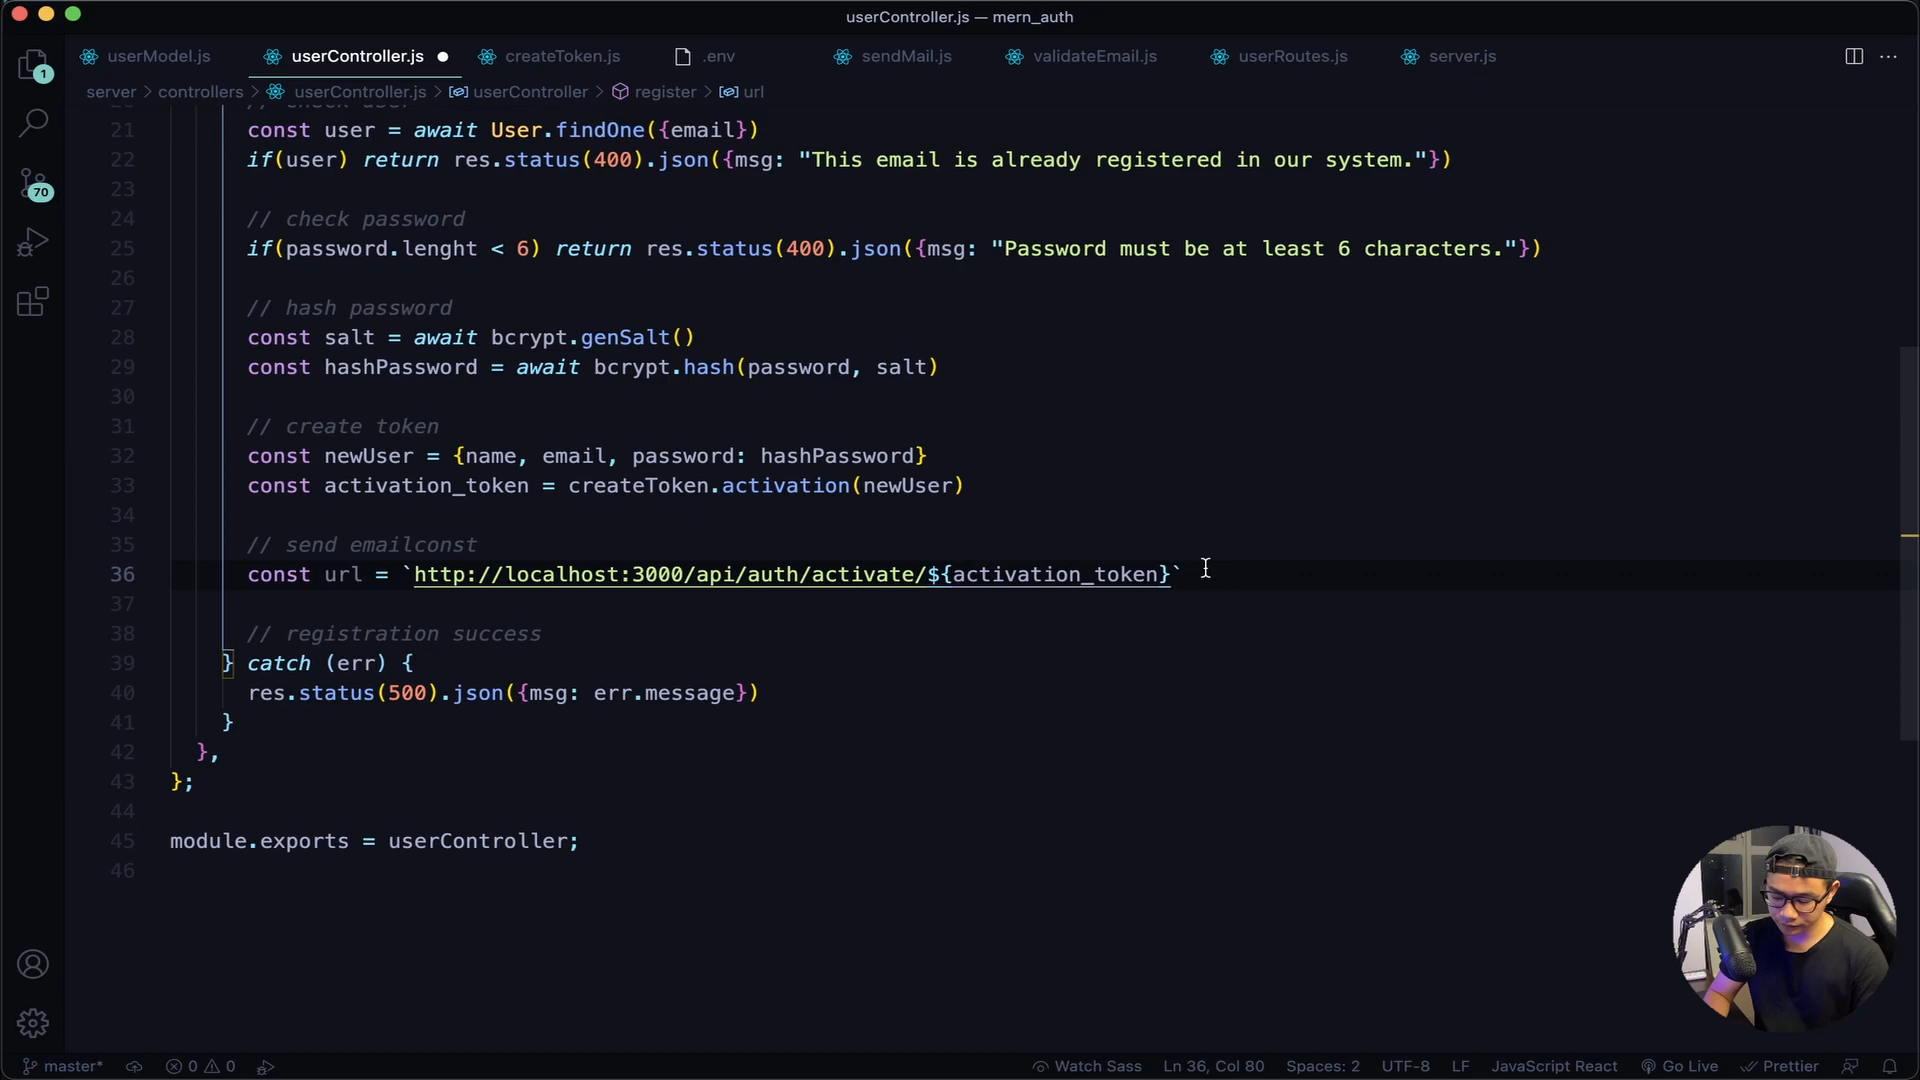 userController.js — mern_auth
userModel.js userController.js createToken.js .env sendMail.js validateEmail.js userRoutes.js server.js
1
server > controllers > userController.js > userController > register > url
21 const user = await User.findOne({email})
22 if(user) return res.status(400).json({msg: "This email is already registered in our system."})
23
24 // check password
25 if(password.lenght < 6) return res.status(400).json({msg: "Password must be at least 6 characters."})
26
27 // hash password
28 const salt = await bcrypt.genSalt()
29 const hashPassword = await bcrypt.hash(password, salt)
30
31 // create token
32 const newUser = {name, email, password: hashPassword}
33 const activation_token = createToken.activation(newUser)
34
35 // send emailconst
36 const url = `http://localhost:3000/api/auth/activate/${activation_token}`
37
38 // registration success
39 } catch (err) {
40 res.status(500).json({msg: err.message})
41 }
42 },
43 };
44
45 module.exports = userController;
46
70
master* 0 0 Watch Sass Ln 36, Col 80 Spaces: 2 UTF-8 LF JavaScript React Go Live Prettier